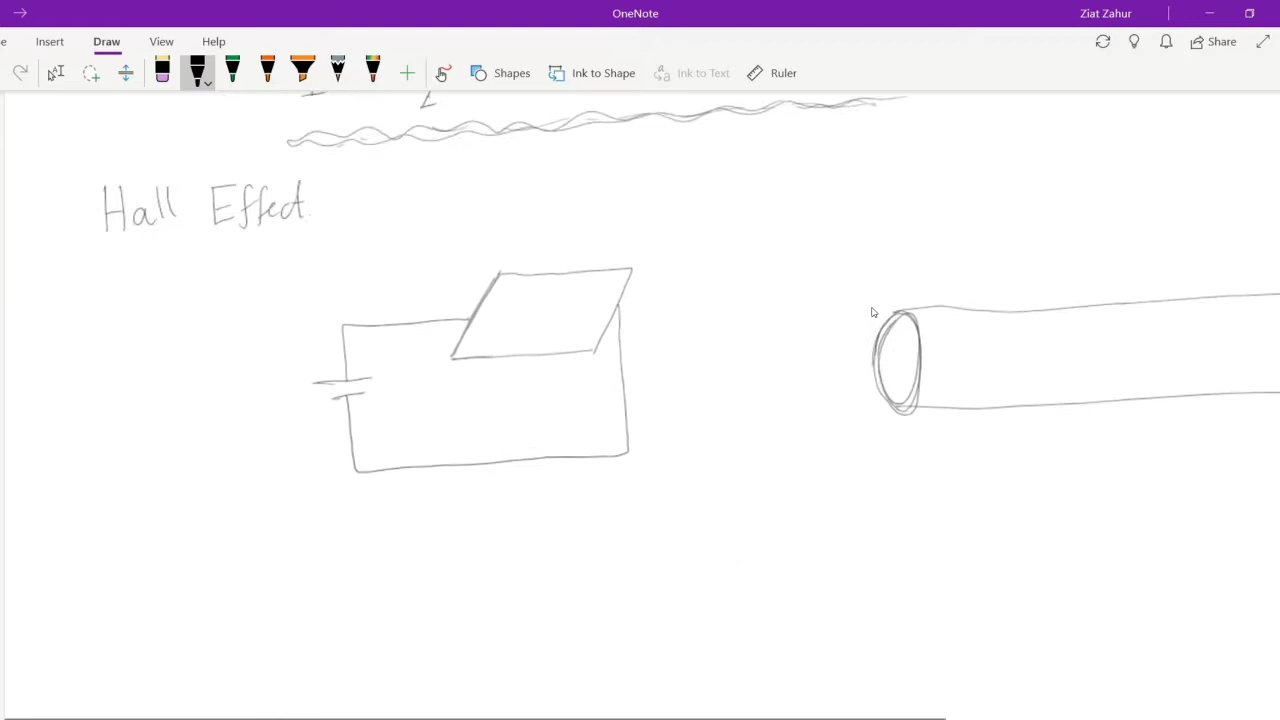 OneNote
Ziat Zahur
Insert Draw View Help
Share
Shapes Ink to Shape Ink to Text Ruler
Hall Effect